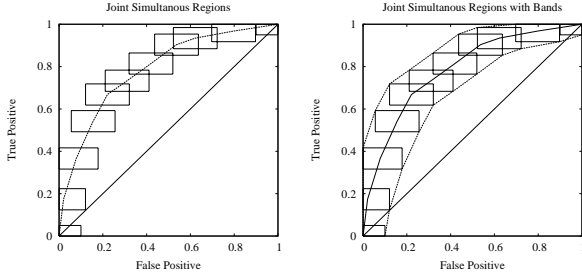 Joint Simultanous Regions
1
0.8
0.6
0.4
0.2
0
0 0.2 0.4 0.6 0.8 1
True Positive
False Positive
Joint Simultanous Regions with Bands
1
0.8
0.6
0.4
0.2
0
0 0.2 0.4 0.6 0.8 1
True Positive
False Positive